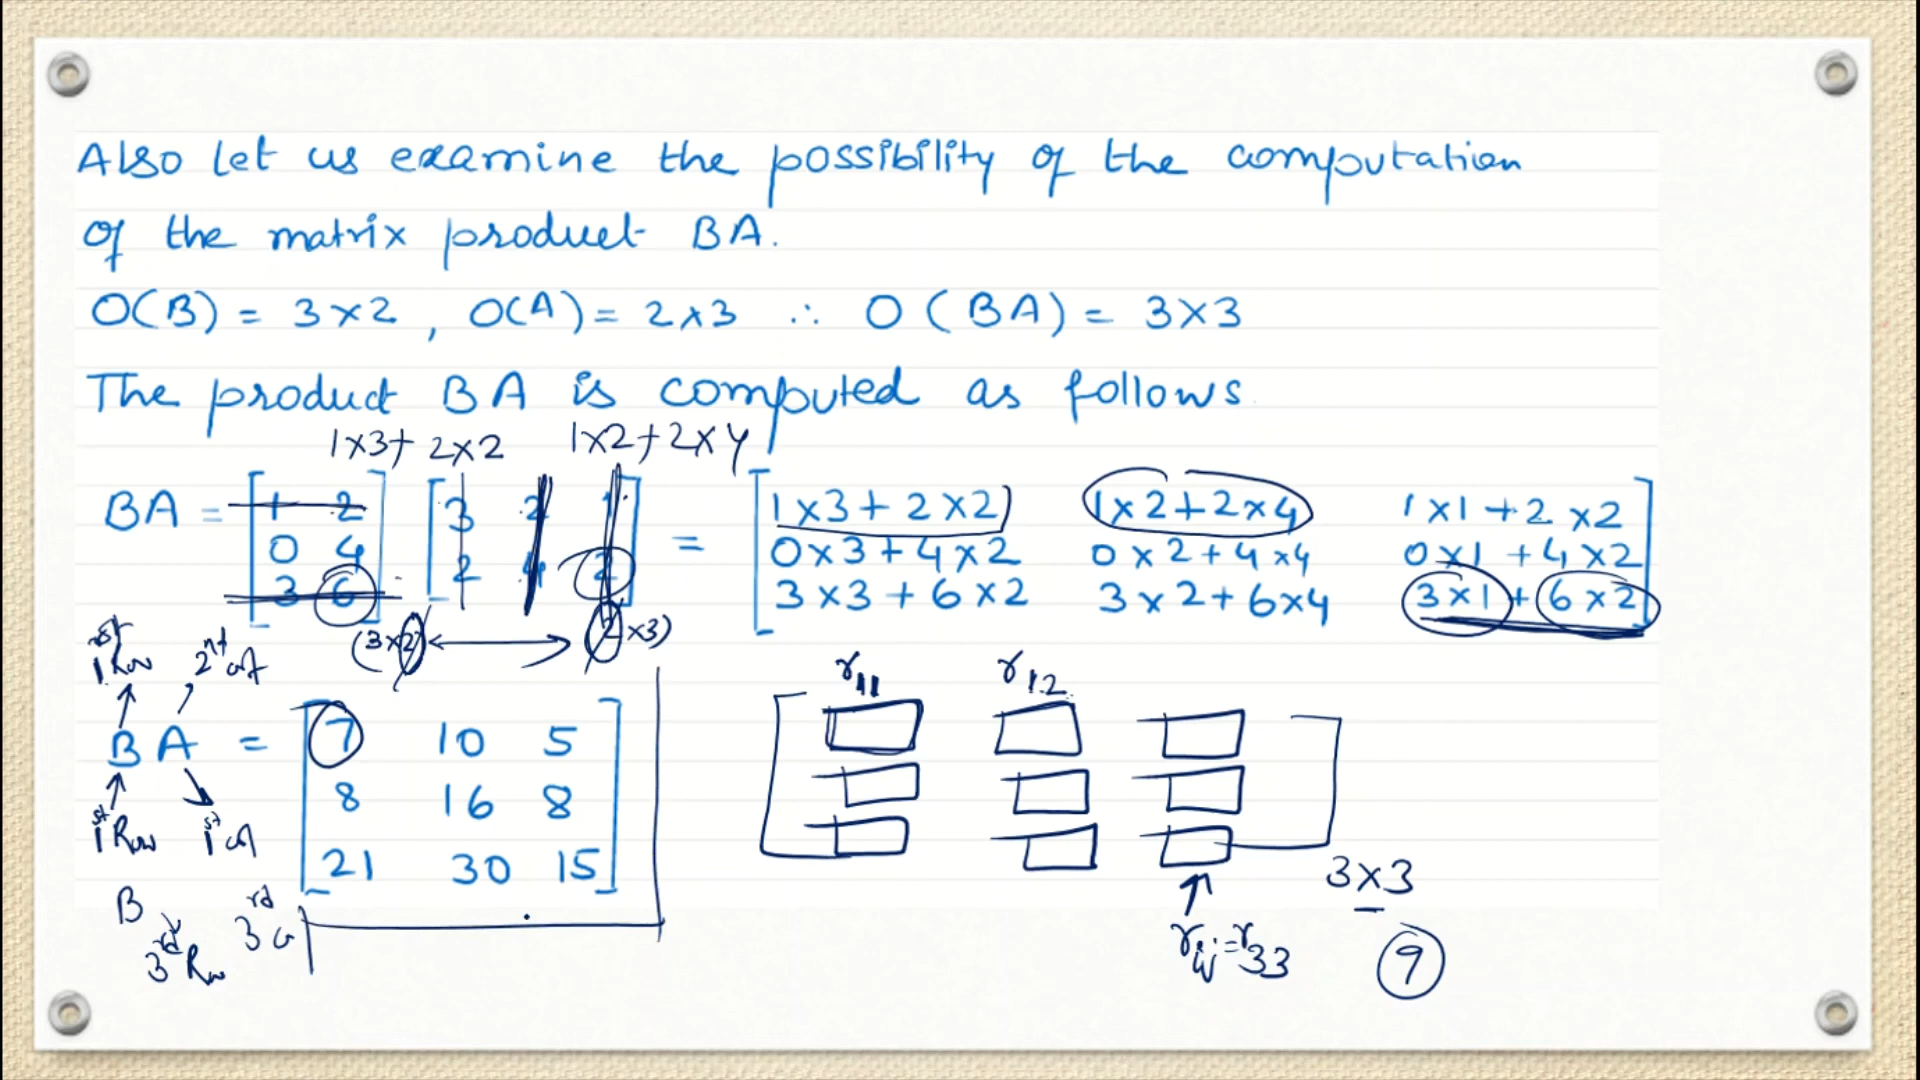 Also let us examine the possibility of the computation
of the matrix product BA.
O(B) = 3×2, O(A) = 2×3 ∴ O(BA) = 3×3
The product BA is computed as follows
1×3+ 2×2 1×2+2×4
BA = [1 2 [3 2 1 = [1×3+2×2 1×2+2×4 1×1+2×2
0 4 0×3+4×2 0×2+4×4 0×1+4×2
3 6] 2 4 2] 3×3+6×2 3×2+6×4 3×1+6×2]
(3×2) (2×3)
1st Row 2nd col
r11 r12
BA = [7 10 5
8 16 8
21 30 15]
1st Row 1st col
3×3
B
3rd Row 3rd
rij = r33
9